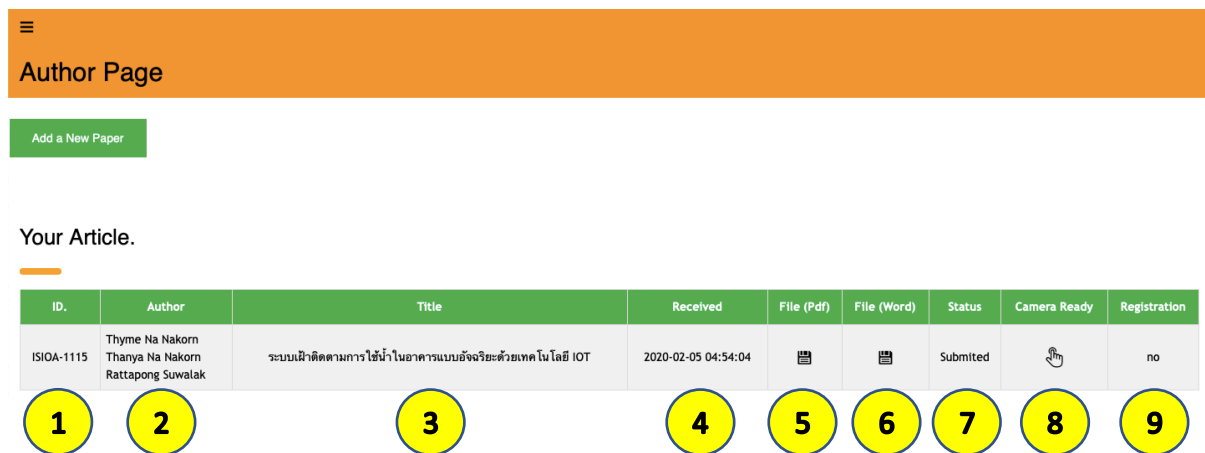 Author Page
Add a New Paper
Your Article.
ID. Author Title Received File (Pdf) File (Word) Status Camera Ready Registration
ISIOA-1115
Thyme Na Nakorn
Thanya Na Nakorn
Rattapong Suwalak
ระบบเฝ้าติดตามการใช้น้ำในอาคารแบบอัจฉริยะด้วยเทคโนโลยี IOT
2020-02-05 04:54:04
Submited
no
1 2 3 4 5 6 7 8 9